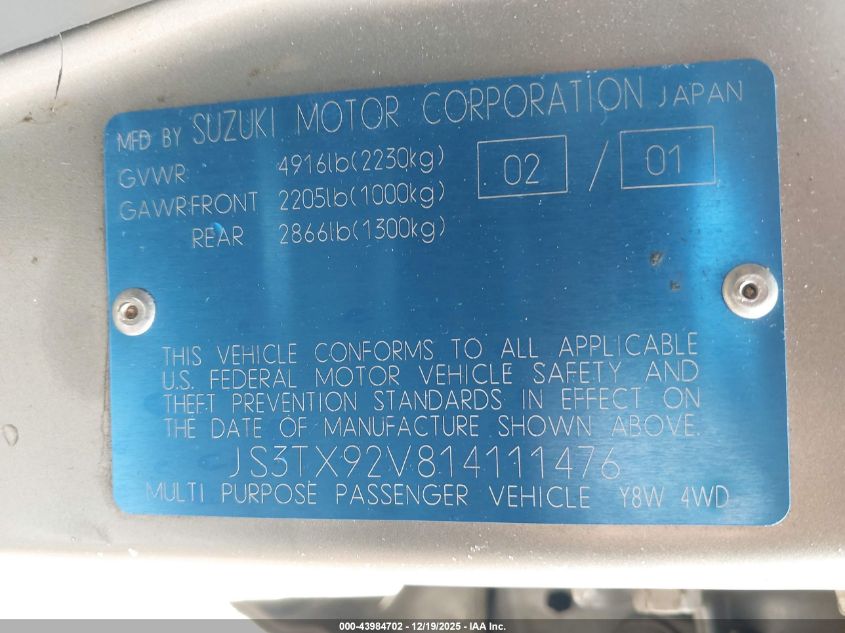 MFD BY SUZUKI MOTOR CORPORATION JAPAN
GVWR: 4916lb(2230kg) 02 / 01
GAWR:FRONT 2205lb(1000kg)
REAR 2866lb(1300kg)
THIS VEHICLE CONFORMS TO ALL APPLICABLE
U.S. FEDERAL MOTOR VEHICLE SAFETY AND
THEFT PREVENTION STANDARDS IN EFFECT ON
THE DATE OF MANUFACTURE SHOWN ABOVE.
JS3TX92V814111476
MULTI PURPOSE PASSENGER VEHICLE Y8W 4WD
000-43984702 - 12/19/2025 - IAA Inc.